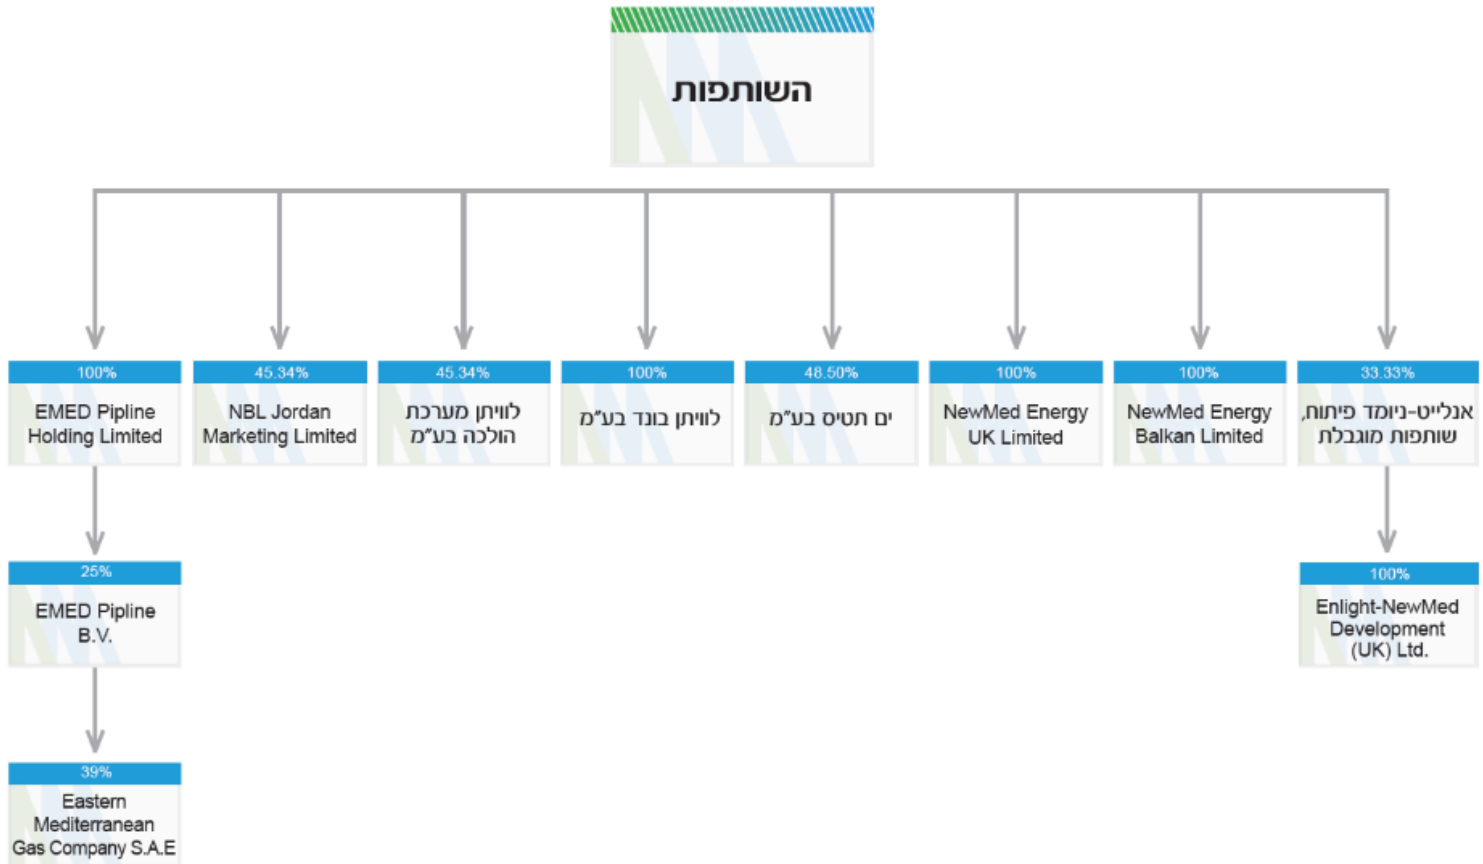 השותפות
100%
EMED Pipline
Holding Limited
45.34%
NBL Jordan
Marketing Limited
45.34%
לוויתן מערכת
הולכה בע״מ
100%
לוויתן בונד בע״מ
48.50%
ים תטיס בע״מ
100%
NewMed Energy
UK Limited
100%
NewMed Energy
Balkan Limited
33.33%
אנלייט-ניומד פיתוח,
שותפות מוגבלת
25%
EMED Pipline
B.V.
100%
Enlight-NewMed
Development
(UK) Ltd.
39%
Eastern
Mediterranean
Gas Company S.A.E